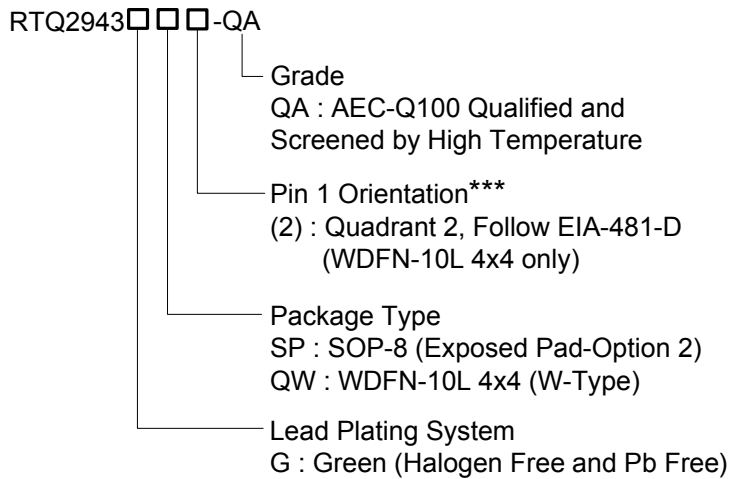 RTQ2943□□□-QA
Grade
QA : AEC-Q100 Qualified and
Screened by High Temperature
Pin 1 Orientation***
(2) : Quadrant 2, Follow EIA-481-D
(WDFN-10L 4x4 only)
Package Type
SP : SOP-8 (Exposed Pad-Option 2)
QW : WDFN-10L 4x4 (W-Type)
Lead Plating System
G : Green (Halogen Free and Pb Free)